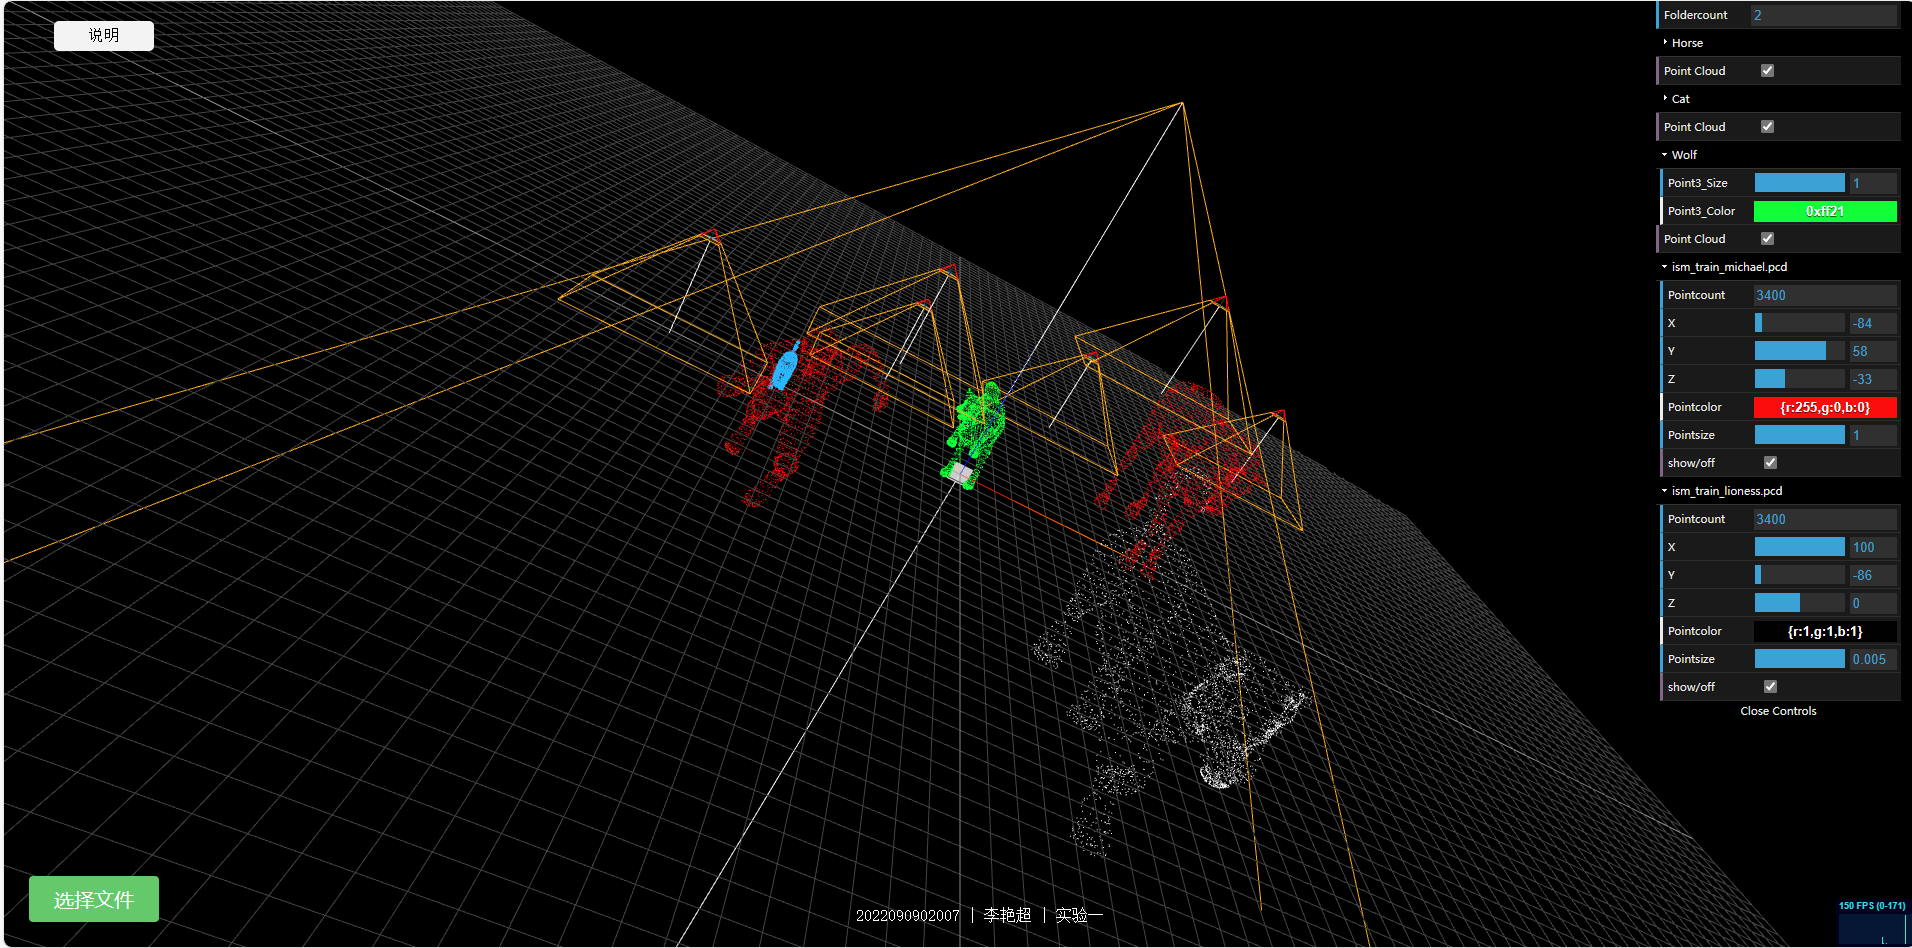 说明
Foldercount 2
Horse
Point Cloud
Cat
Point Cloud
Wolf
Point3_Size 1
Point3_Color 0xff21
Point Cloud
ism_train_michael.pcd
Pointcount 3400
X -84
Y 58
Z -33
Pointcolor {r:255,g:0,b:0}
Pointsize 1
show/off
ism_train_lioness.pcd
Pointcount 3400
X 100
Y -86
Z 0
Pointcolor {r:1,g:1,b:1}
Pointsize 0.005
show/off
Close Controls
选择文件
2022090902007 | 李艳超 | 实验一
150 FPS (0-171)